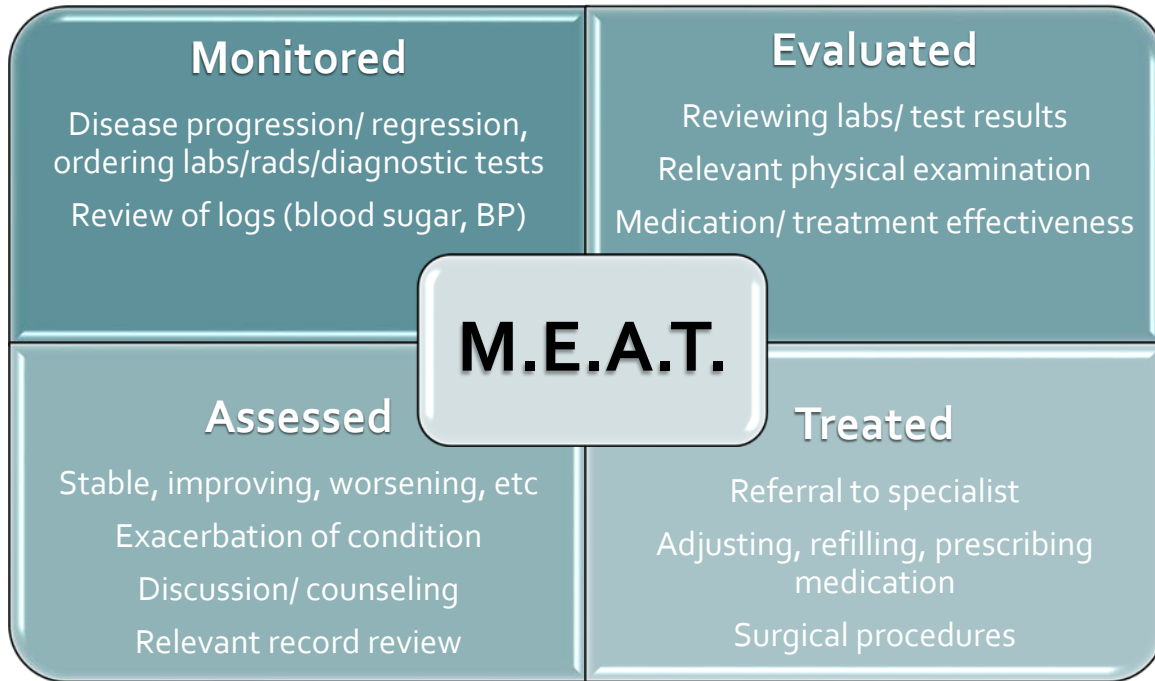 Monitored
Disease progression/ regression,
ordering labs/rads/diagnostic tests
Review of logs (blood sugar, BP)
Evaluated
Reviewing labs/ test results
Relevant physical examination
Medication/ treatment effectiveness
M.E.A.T.
Assessed
Stable, improving, worsening, etc
Exacerbation of condition
Discussion/ counseling
Relevant record review
Treated
Referral to specialist
Adjusting, refilling, prescribing
medication
Surgical procedures